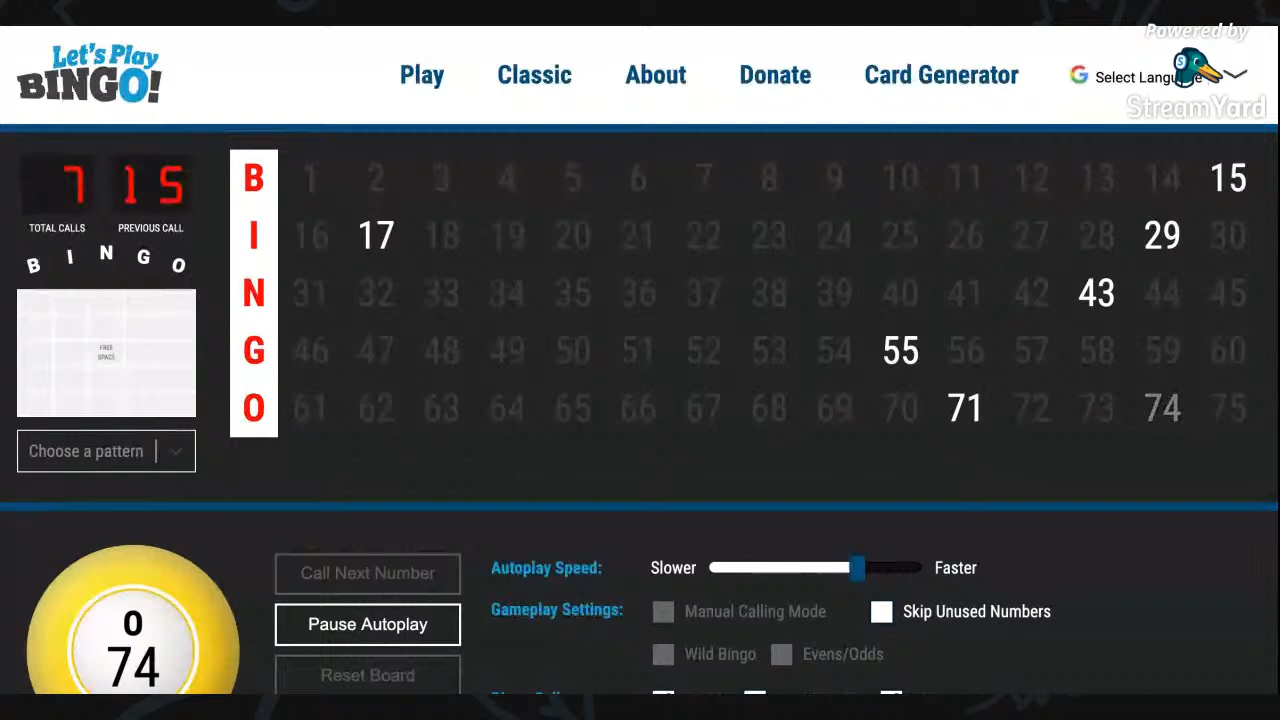 Powered by
Let's Play
BINGO!
Play
Classic
About
Donate
Card Generator
Select Language
StreamYard
7
15
TOTAL CALLS
PREVIOUS CALL
B I N G O
FREE
SPACE
Choose a pattern
B 1 2 3 4 5 6 7 8 9 10 11 12 13 14 15
I 16 17 18 19 20 21 22 23 24 25 26 27 28 29 30
N 31 32 33 34 35 36 37 38 39 40 41 42 43 44 45
G 46 47 48 49 50 51 52 53 54 55 56 57 58 59 60
O 61 62 63 64 65 66 67 68 69 70 71 72 73 74 75
O
74
Call Next Number
Pause Autoplay
Reset Board
Autoplay Speed:
Slower
Faster
Gameplay Settings:
Manual Calling Mode
Skip Unused Numbers
Wild Bingo
Evens/Odds